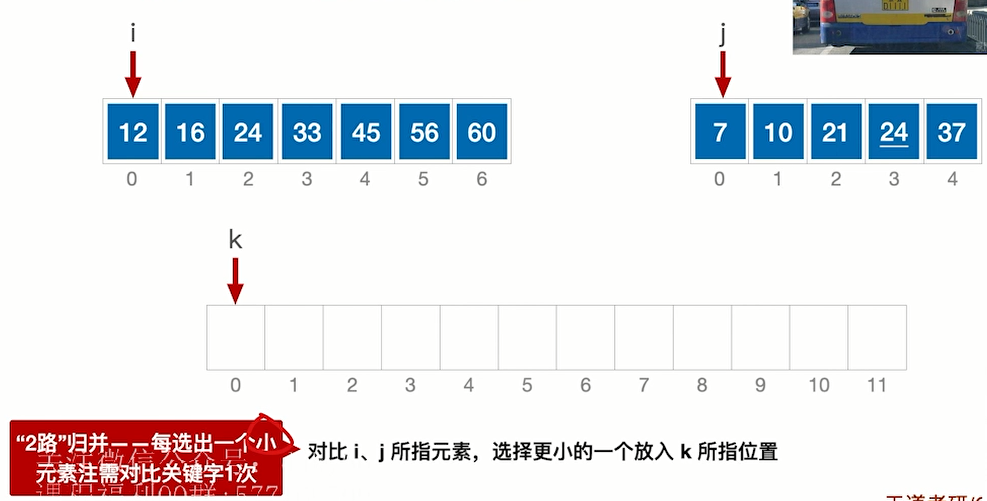 i
j
12 16 24 33 45 56 60
7 10 21 24 37
0 1 2 3 4 5 6
0 1 2 3 4
k
0 1 2 3 4 5 6 7 8 9 10 11
“2路”归并——每选出一个小
元素注需对比关键字1次
对比 i、j 所指元素，选择更小的一个放入 k 所指位置